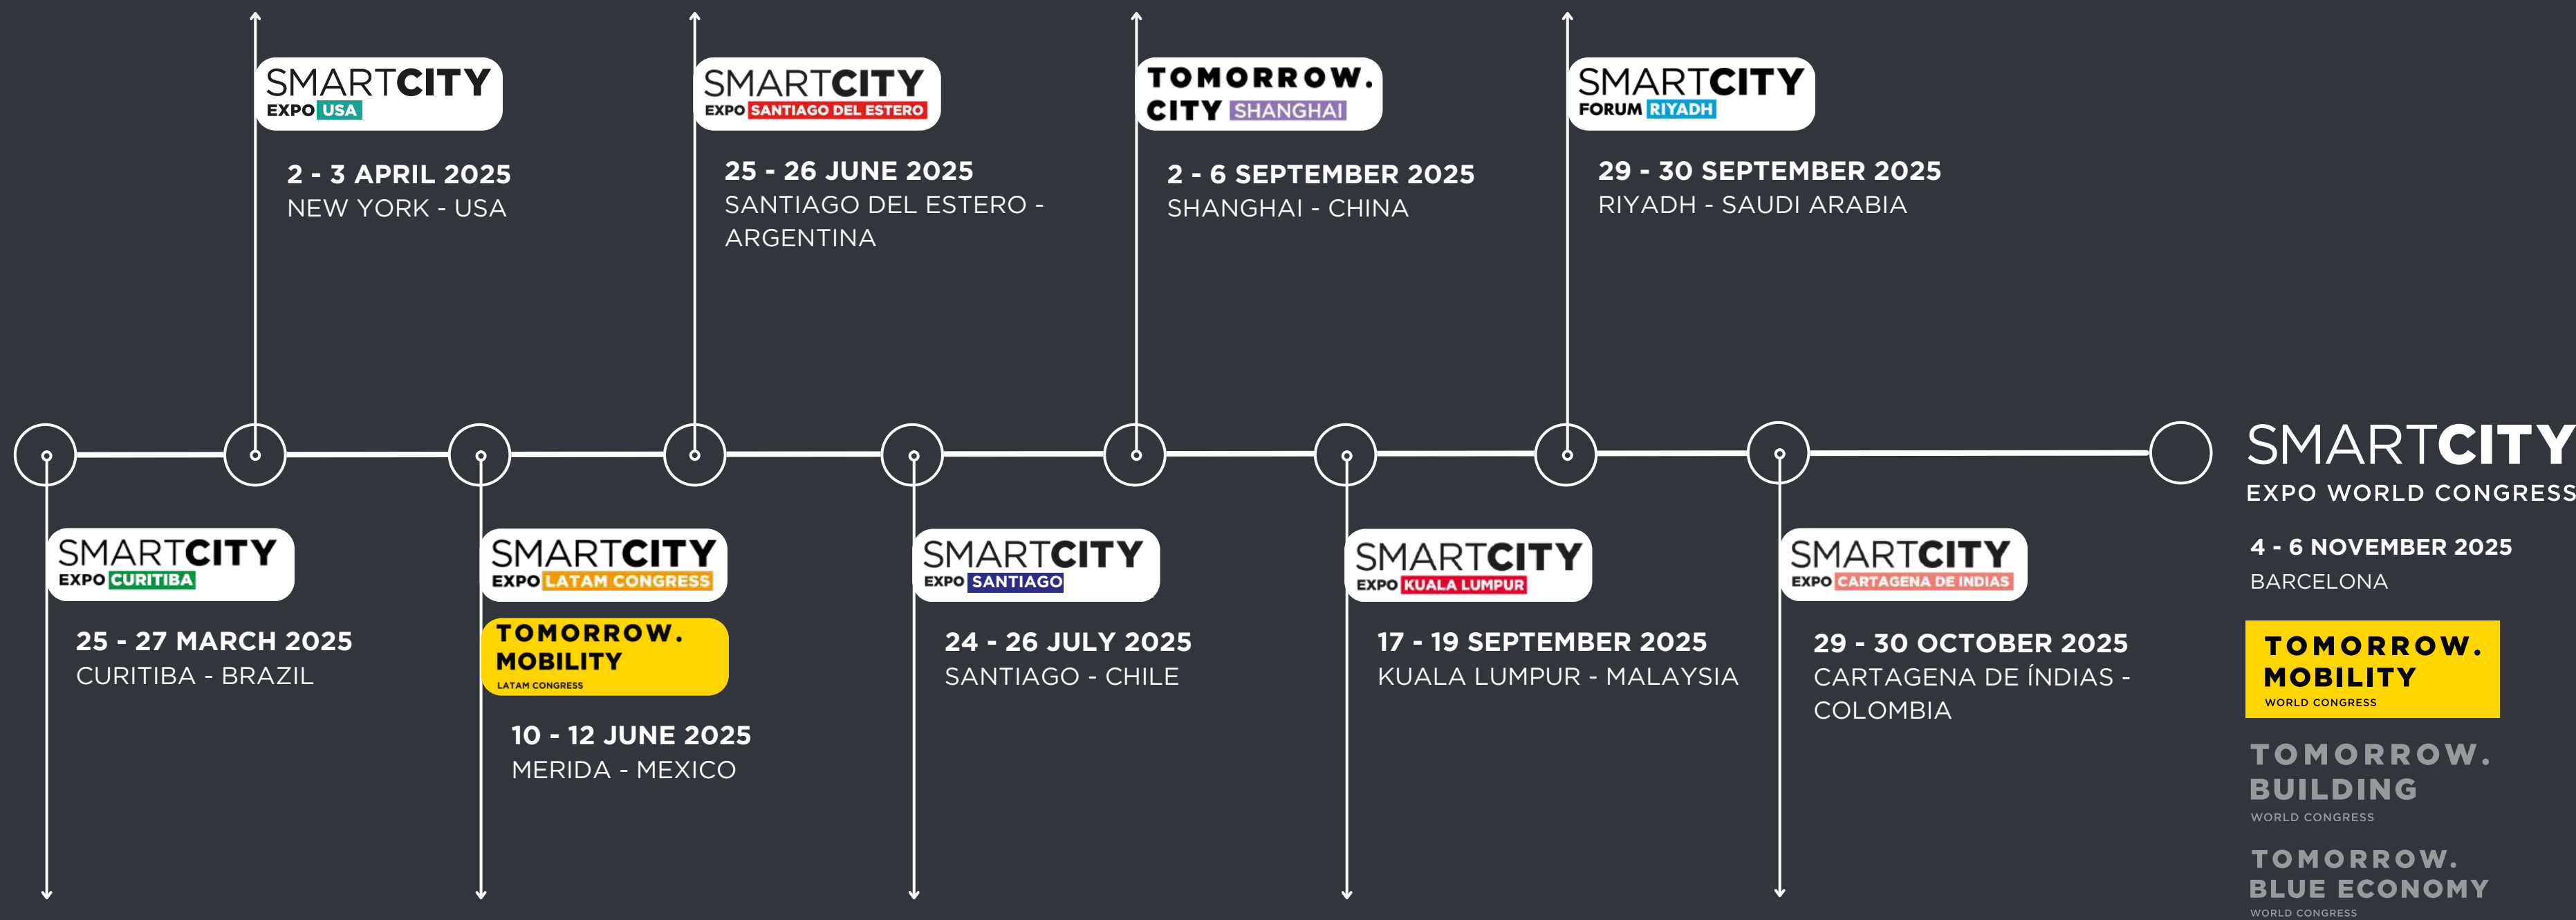 SMARTCITY
EXPO USA
2 - 3 APRIL 2025
NEW YORK - USA
SMARTCITY
EXPO SANTIAGO DEL ESTERO
25 - 26 JUNE 2025
SANTIAGO DEL ESTERO -
ARGENTINA
TOMORROW.
CITY SHANGHAI
2 - 6 SEPTEMBER 2025
SHANGHAI - CHINA
SMARTCITY
FORUM RIYADH
29 - 30 SEPTEMBER 2025
RIYADH - SAUDI ARABIA
SMARTCITY
EXPO CURITIBA
25 - 27 MARCH 2025
CURITIBA - BRAZIL
SMARTCITY
EXPO LATAM CONGRESS
TOMORROW.
MOBILITY
LATAM CONGRESS
10 - 12 JUNE 2025
MERIDA - MEXICO
SMARTCITY
EXPO SANTIAGO
24 - 26 JULY 2025
SANTIAGO - CHILE
SMARTCITY
EXPO KUALA LUMPUR
17 - 19 SEPTEMBER 2025
KUALA LUMPUR - MALAYSIA
SMARTCITY
EXPO CARTAGENA DE INDIAS
29 - 30 OCTOBER 2025
CARTAGENA DE ÍNDIAS -
COLOMBIA
SMARTCITY
EXPO WORLD CONGRESS
4 - 6 NOVEMBER 2025
BARCELONA
TOMORROW.
MOBILITY
WORLD CONGRESS
TOMORROW.
BUILDING
WORLD CONGRESS
TOMORROW.
BLUE ECONOMY
WORLD CONGRESS